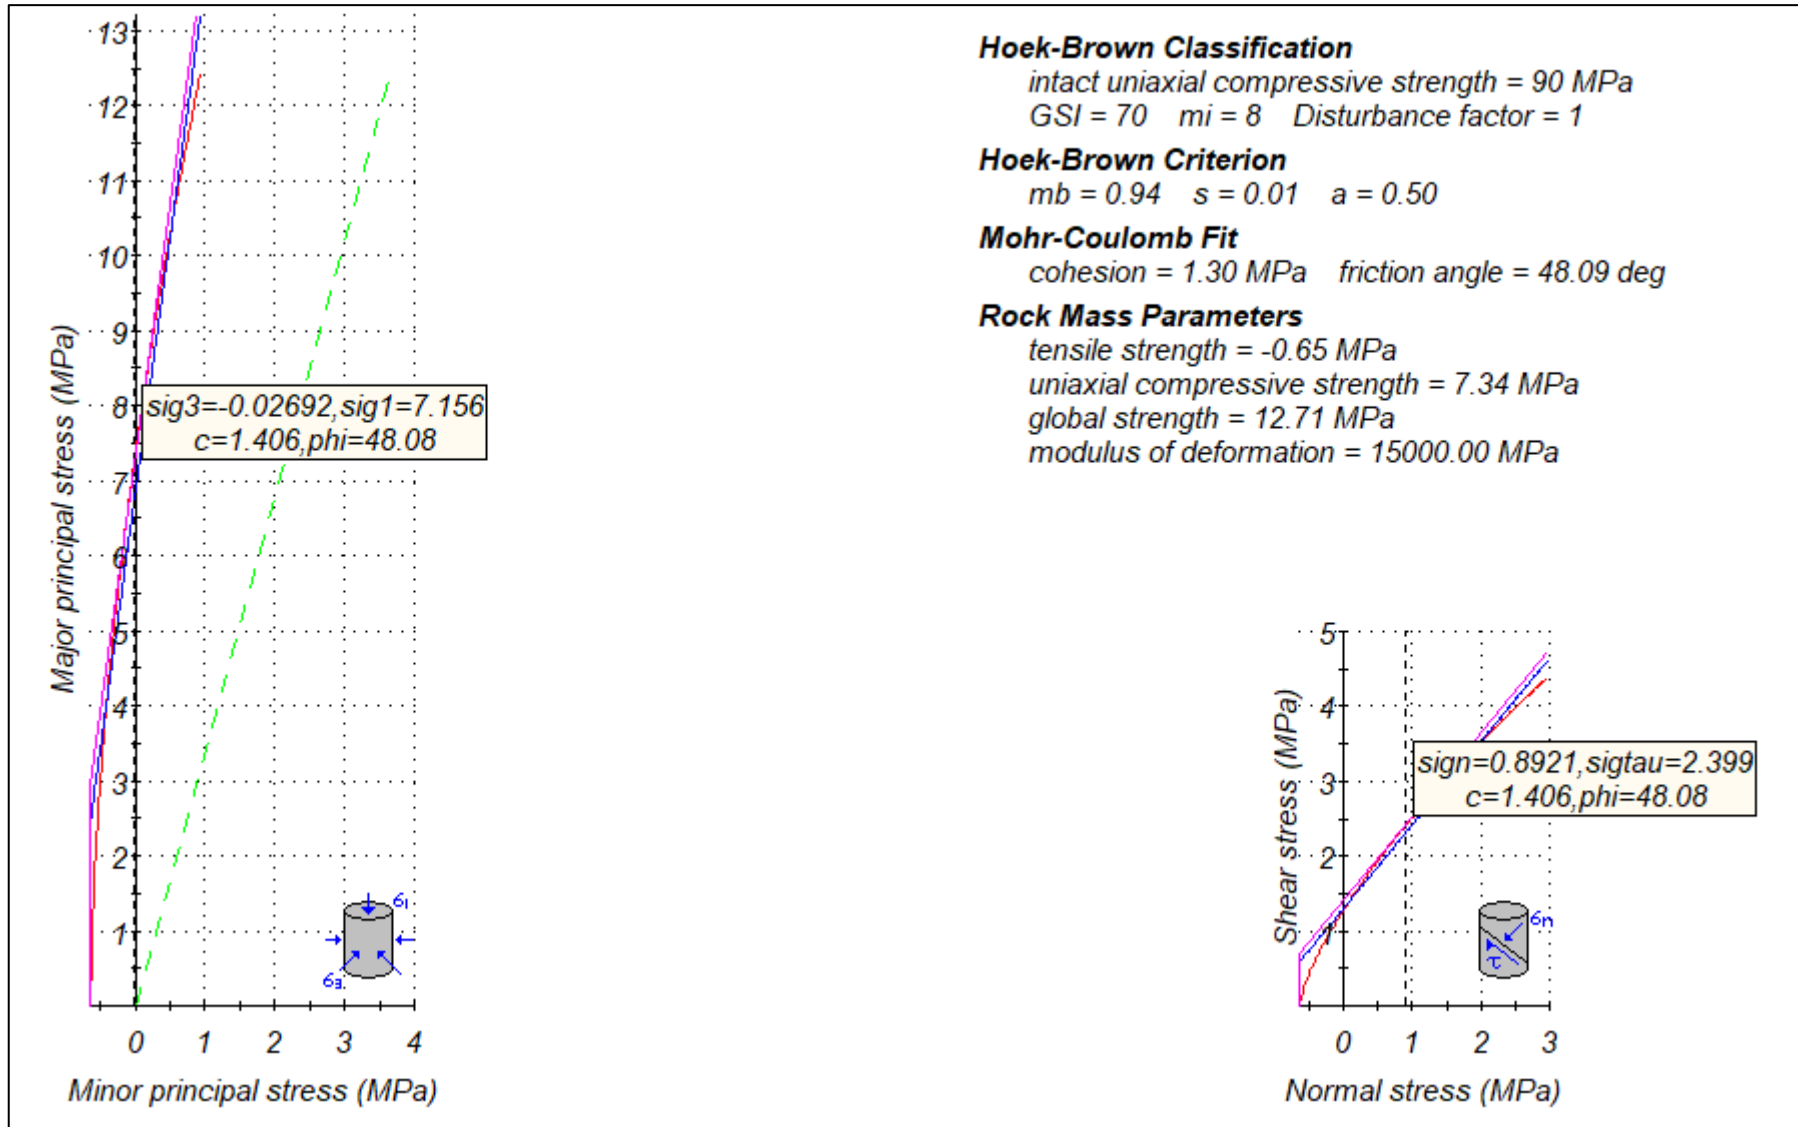 Hoek-Brown Classification
intact uniaxial compressive strength = 90 MPa
GSI = 70 mi = 8 Disturbance factor = 1
Hoek-Brown Criterion
mb = 0.94 s = 0.01 a = 0.50
Mohr-Coulomb Fit
cohesion = 1.30 MPa friction angle = 48.09 deg
Rock Mass Parameters
tensile strength = -0.65 MPa
uniaxial compressive strength = 7.34 MPa
global strength = 12.71 MPa
modulus of deformation = 15000.00 MPa
Major principal stress (MPa)
13
12
11
10
9
8
7
6
5
4
3
2
1
sig3=-0.02692,sig1=7.156
c=1.406,phi=48.08
σ1
σ3
0 1 2 3 4
Minor principal stress (MPa)
Shear stress (MPa)
5
4
3
2
1
sign=0.8921,sigtau=2.399
c=1.406,phi=48.08
σn
τ
0 1 2 3
Normal stress (MPa)